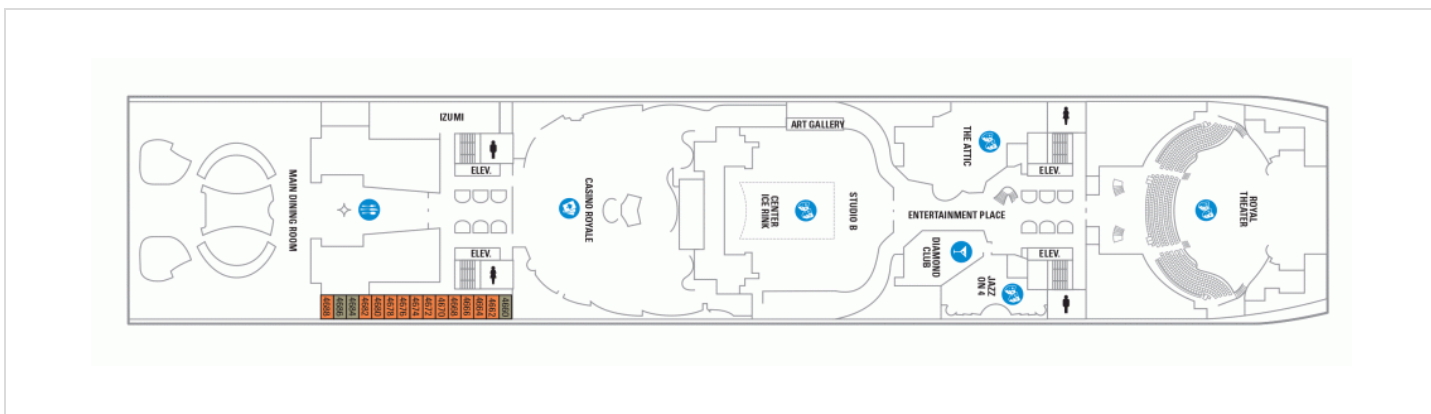 IZUMI
ELEV.
ELEV.
MAIN DINING ROOM
CASINO ROYALE
ART GALLERY
CENTER
ICE RINK
STUDIO B
THE ATTIC
ELEV.
ENTERTAINMENT PLACE
DIAMOND
CLUB
JAZZ
ON 4
ELEV.
ROYAL
THEATER
4688
4686
4684
4682
4680
4678
4676
4674
4672
4670
4668
4666
4664
4662
4660